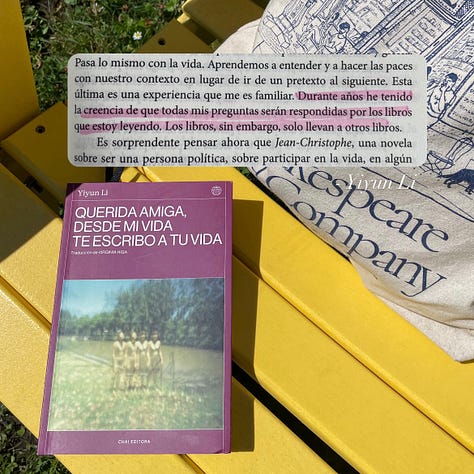 Pasa lo mismo con la vida. Aprendemos a entender y a hacer las paces
con nuestro contexto en lugar de ir de un pretexto al siguiente. Esta
última es una experiencia que me es familiar. Durante años he tenido
la creencia de que todas mis preguntas serán respondidas por los libros
que estoy leyendo. Los libros, sin embargo, solo llevan a otros libros.
Es sorprendente pensar ahora que Jean-Christophe, una novela
sobre ser una persona política, sobre participar en la vida, en algún
Yiyun Li
kespeare
Company
Yiyun Li
QUERIDA AMIGA,
DESDE MI VIDA
TE ESCRIBO A TU VIDA
Traducción de VIRGINIA HIGA
CHAI EDITORA